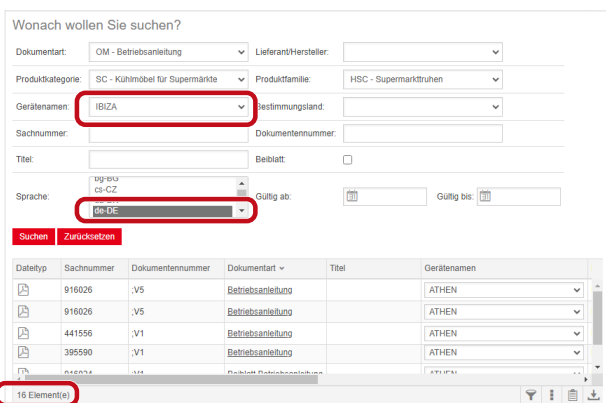 Wonach wollen Sie suchen?
Dokumentart: OM - Betriebsanleitung Lieferant/Hersteller:
Produktkategorie: SC - Kühlmöbel für Supermärkte Produktfamilie: HSC - Supermarkttruhen
Gerätenamen: IBIZA Bestimmungsland:
Sachnummer: Dokumentennummer:
Titel: Beiblatt:
bg-BG
cs-CZ
Sprache: Gültig ab: Gültig bis:
de-DE
Suchen Zurücksetzen
Dateityp Sachnummer Dokumentennummer Dokumentart Titel Gerätenamen
916026 ;V5 Betriebsanleitung ATHEN
916026 ;V5 Betriebsanleitung ATHEN
441556 ;V1 Betriebsanleitung ATHEN
395590 ;V1 Betriebsanleitung ATHEN
Beiblatt Betriebsanleitung ATHEN
16 Element(e)